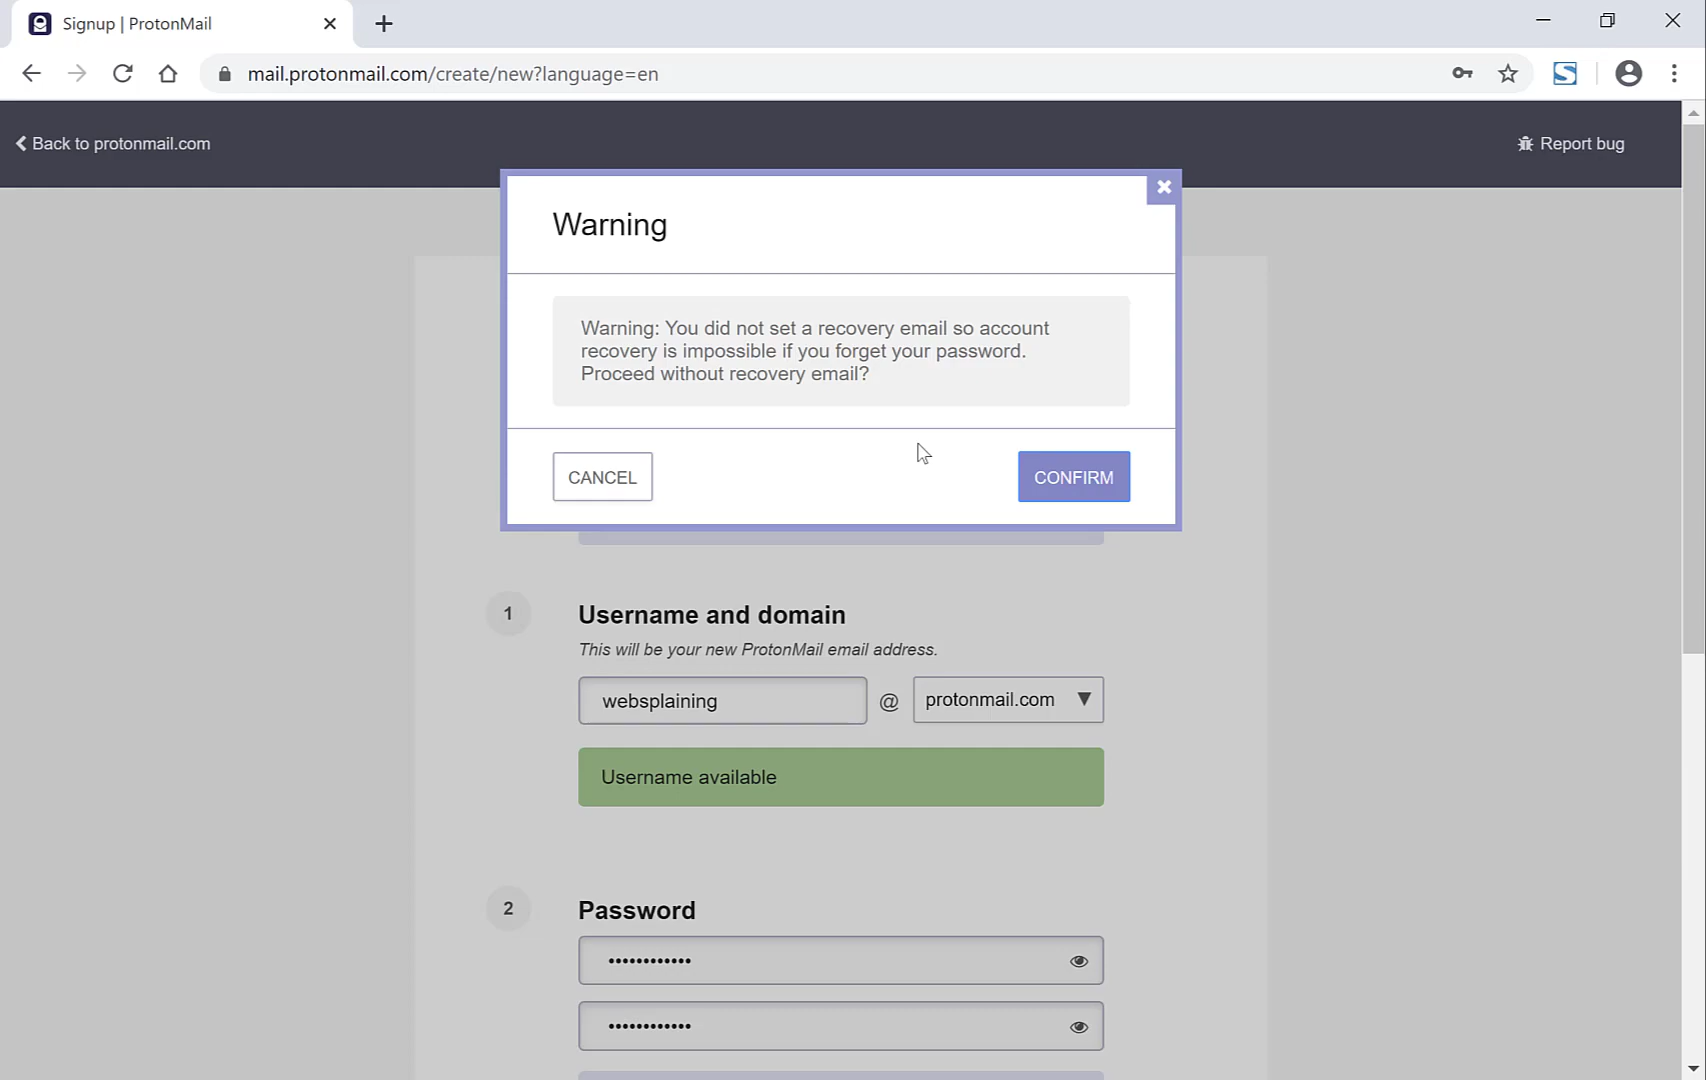 Signup | ProtonMail
mail.protonmail.com/create/new?language=en
Back to protonmail.com
Report bug
Warning
Warning: You did not set a recovery email so account
recovery is impossible if you forget your password.
Proceed without recovery email?
CANCEL
CONFIRM
1
Username and domain
This will be your new ProtonMail email address.
websplaining @ protonmail.com
Username available
2
Password
••••••••••••
••••••••••••